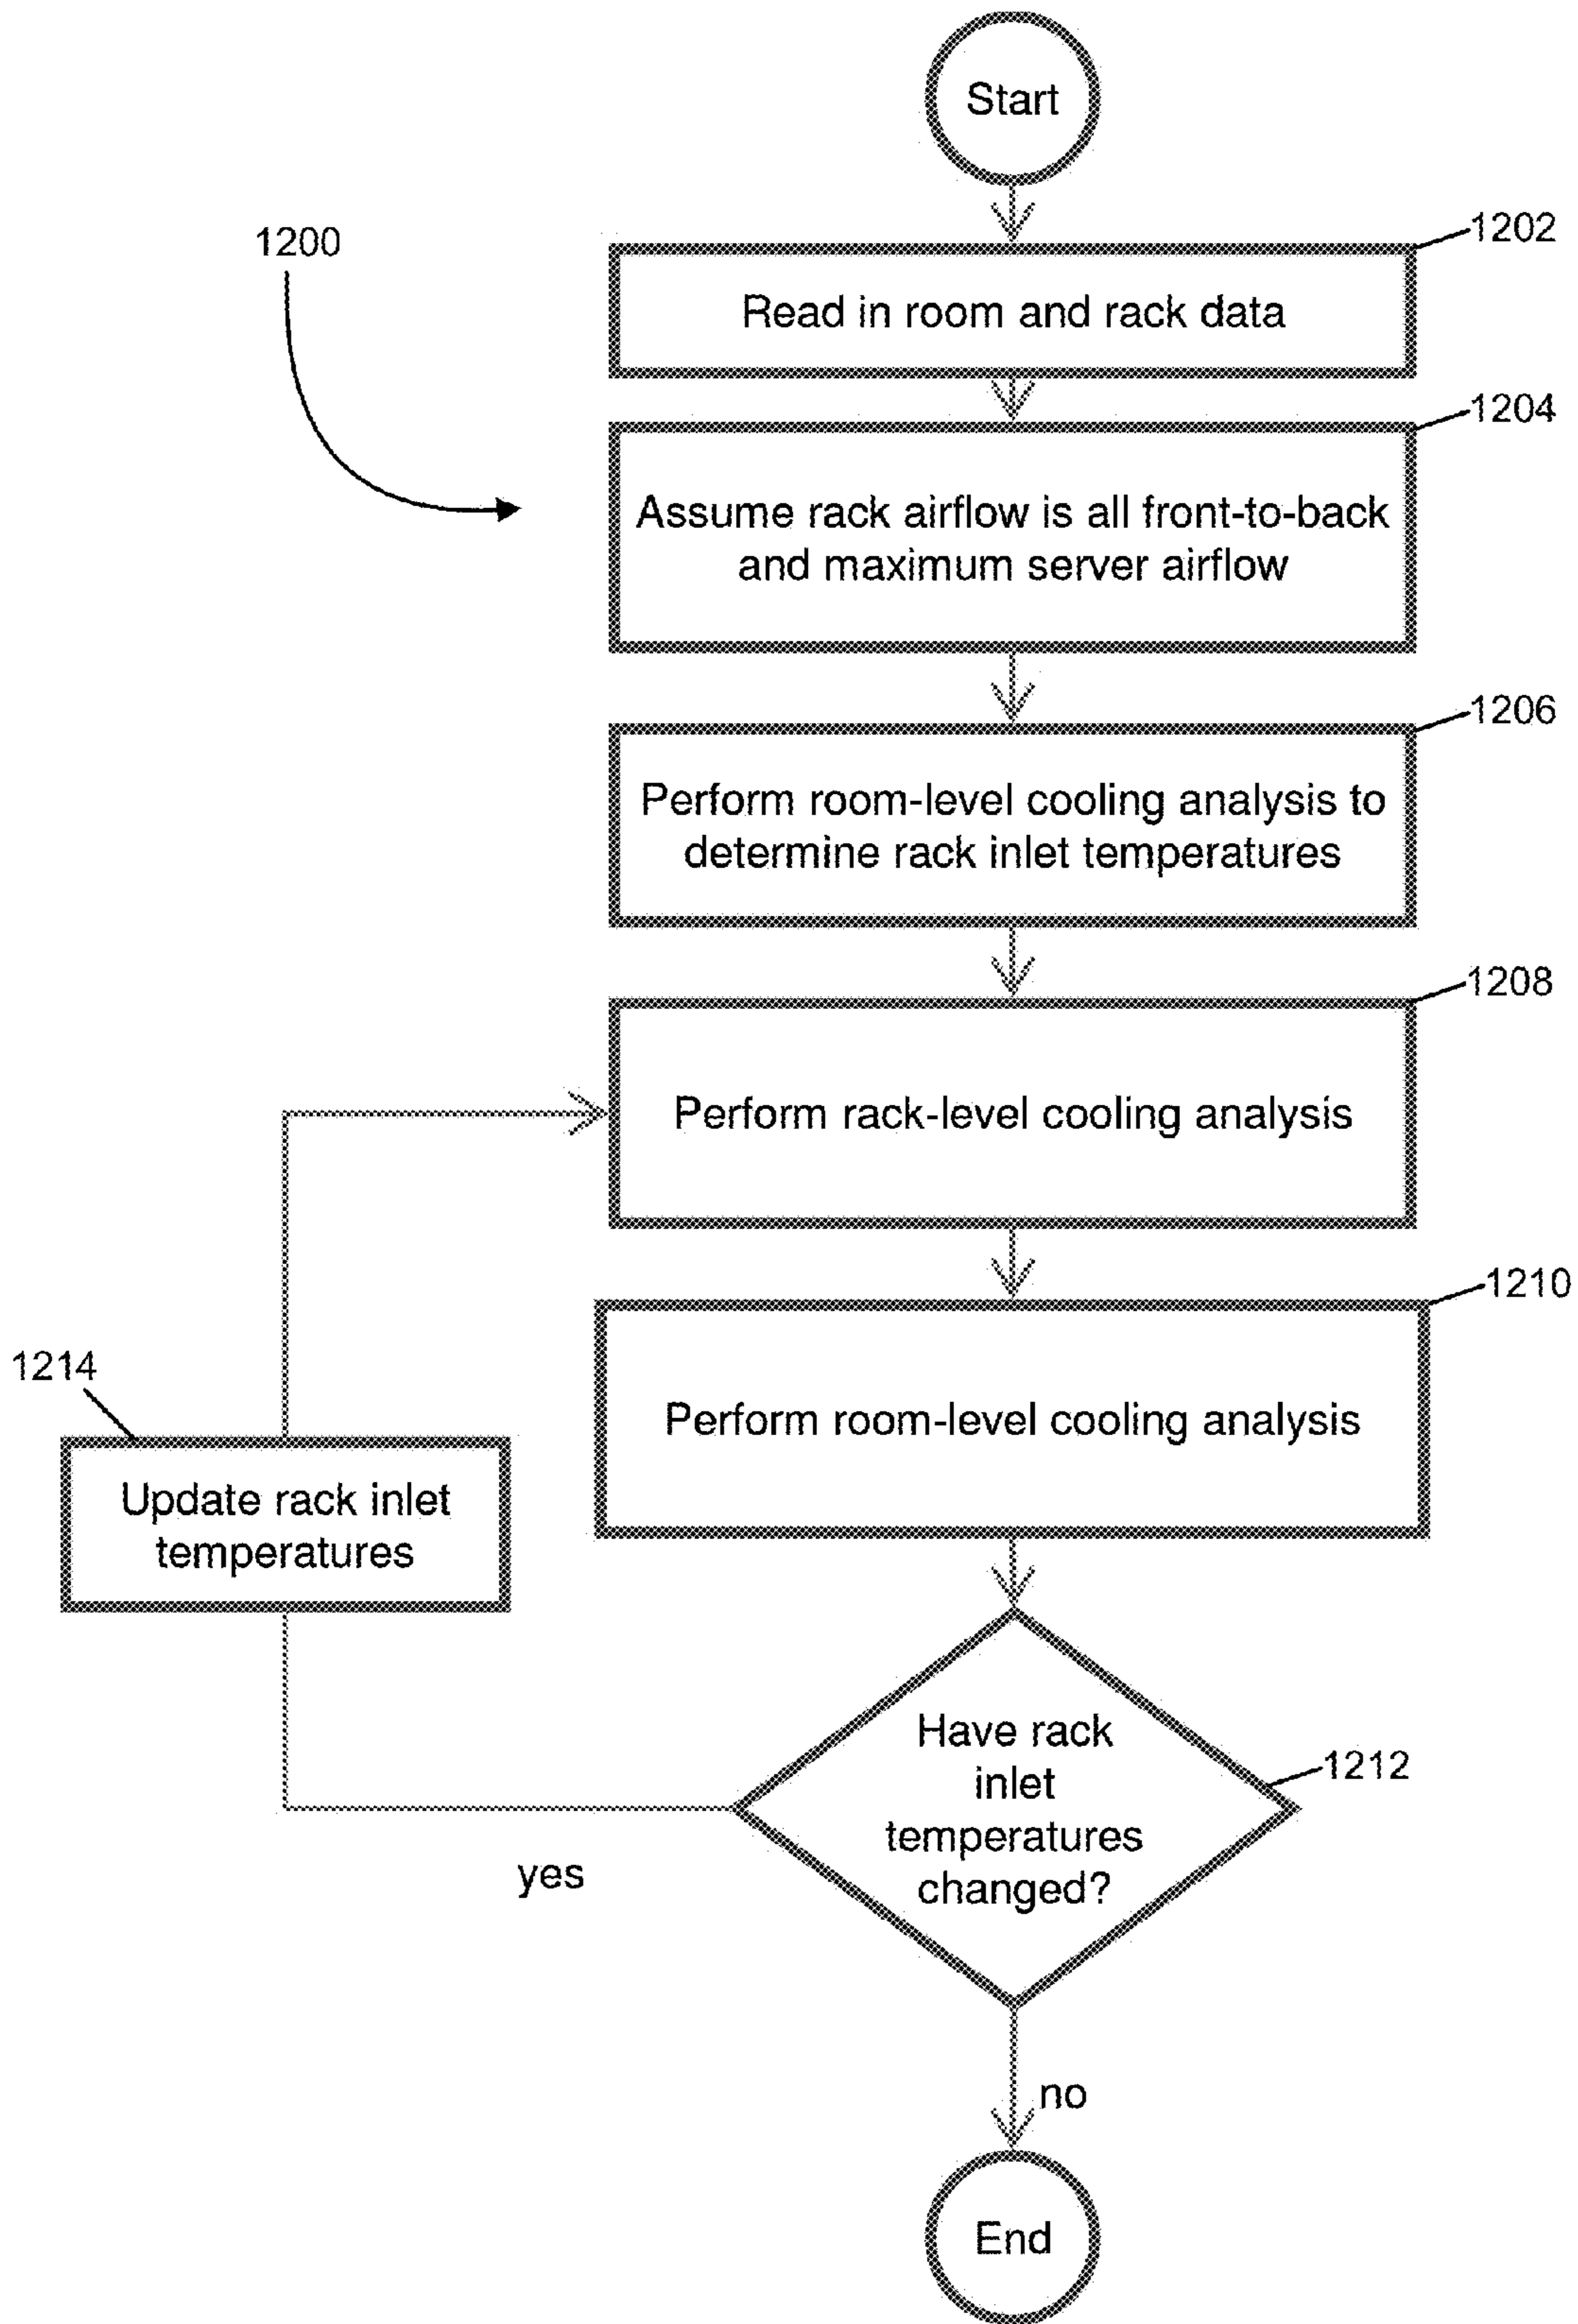 Start
1200
1202
Read in room and rack data
1204
Assume rack airflow is all front-to-back
and maximum server airflow
1206
Perform room-level cooling analysis to
determine rack inlet temperatures
1208
Perform rack-level cooling analysis
1210
Perform room-level cooling analysis
1214
Update rack inlet
temperatures
1212
Have rack
inlet
temperatures
changed?
yes
no
End